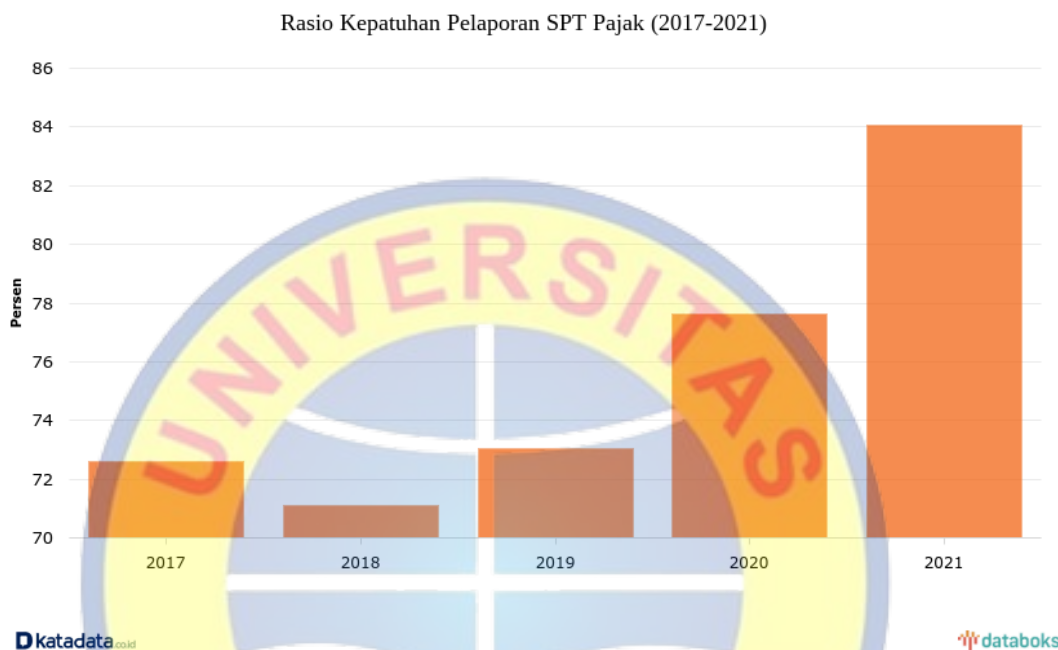 Rasio Kepatuhan Pelaporan SPT Pajak (2017-2021)
86
84
82
80
78
76
74
72
70
Persen
UNIVERSITAS
2017 2018 2019 2020 2021
Dkatadata.co.id
databoks